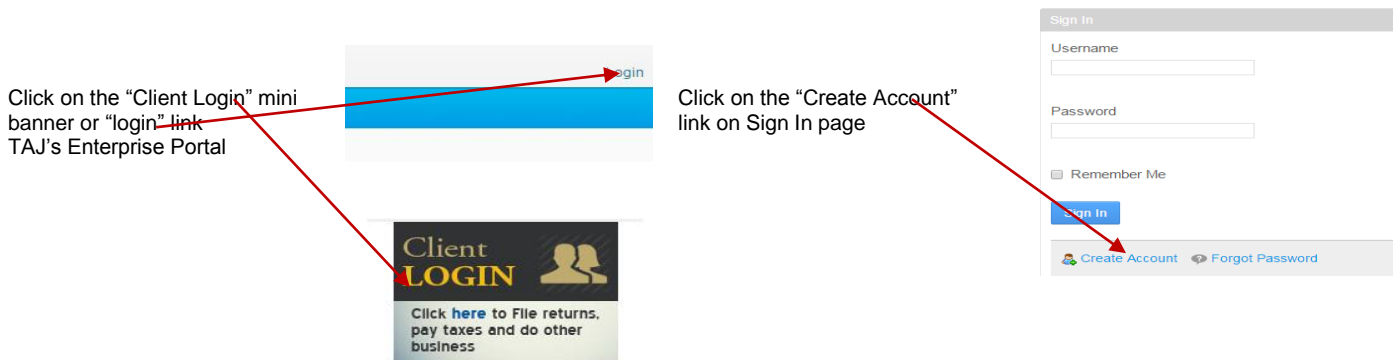 Click on the “Client Login” mini
banner or “login” link
TAJ’s Enterprise Portal
Login
Client
LOGIN
Click here to File returns,
pay taxes and do other
business
Click on the “Create Account”
link on Sign In page
Sign In
Username
Password
Remember Me
Sign In
Create Account
Forgot Password